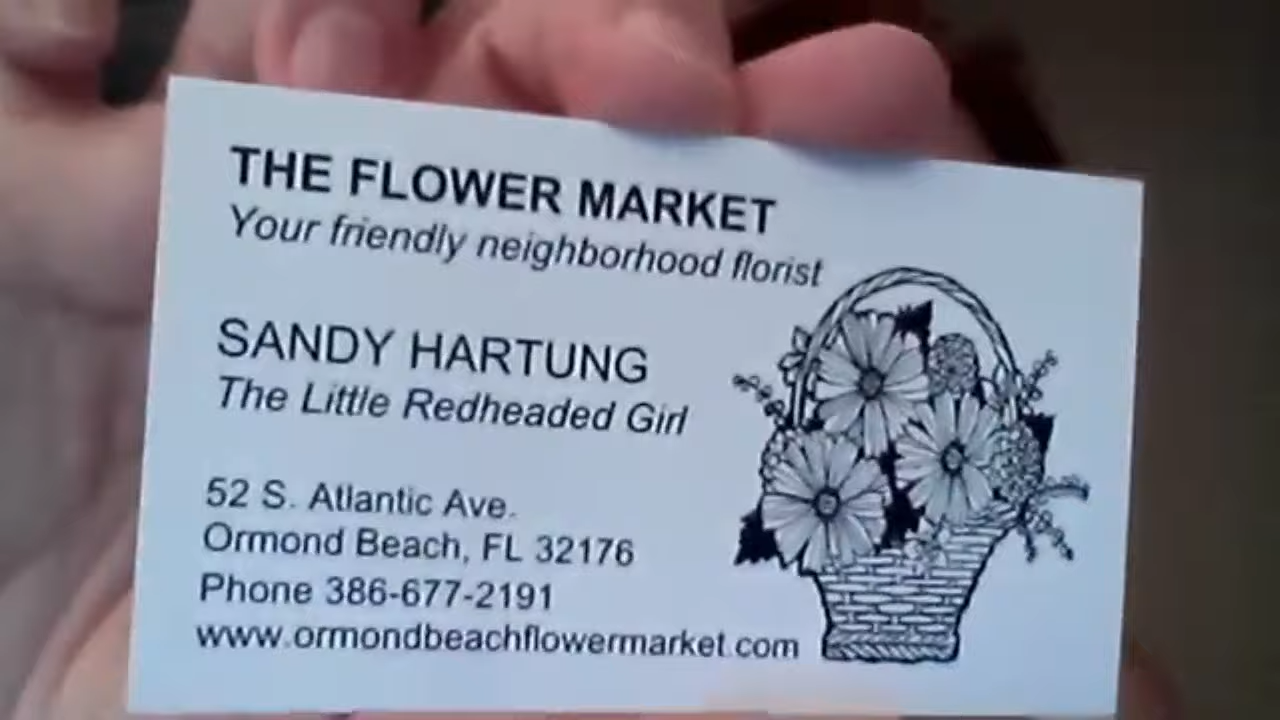 THE FLOWER MARKET
Your friendly neighborhood florist
SANDY HARTUNG
The Little Redheaded Girl
52 S. Atlantic Ave.
Ormond Beach, FL 32176
Phone 386-677-2191
www.ormondbeachflowermarket.com